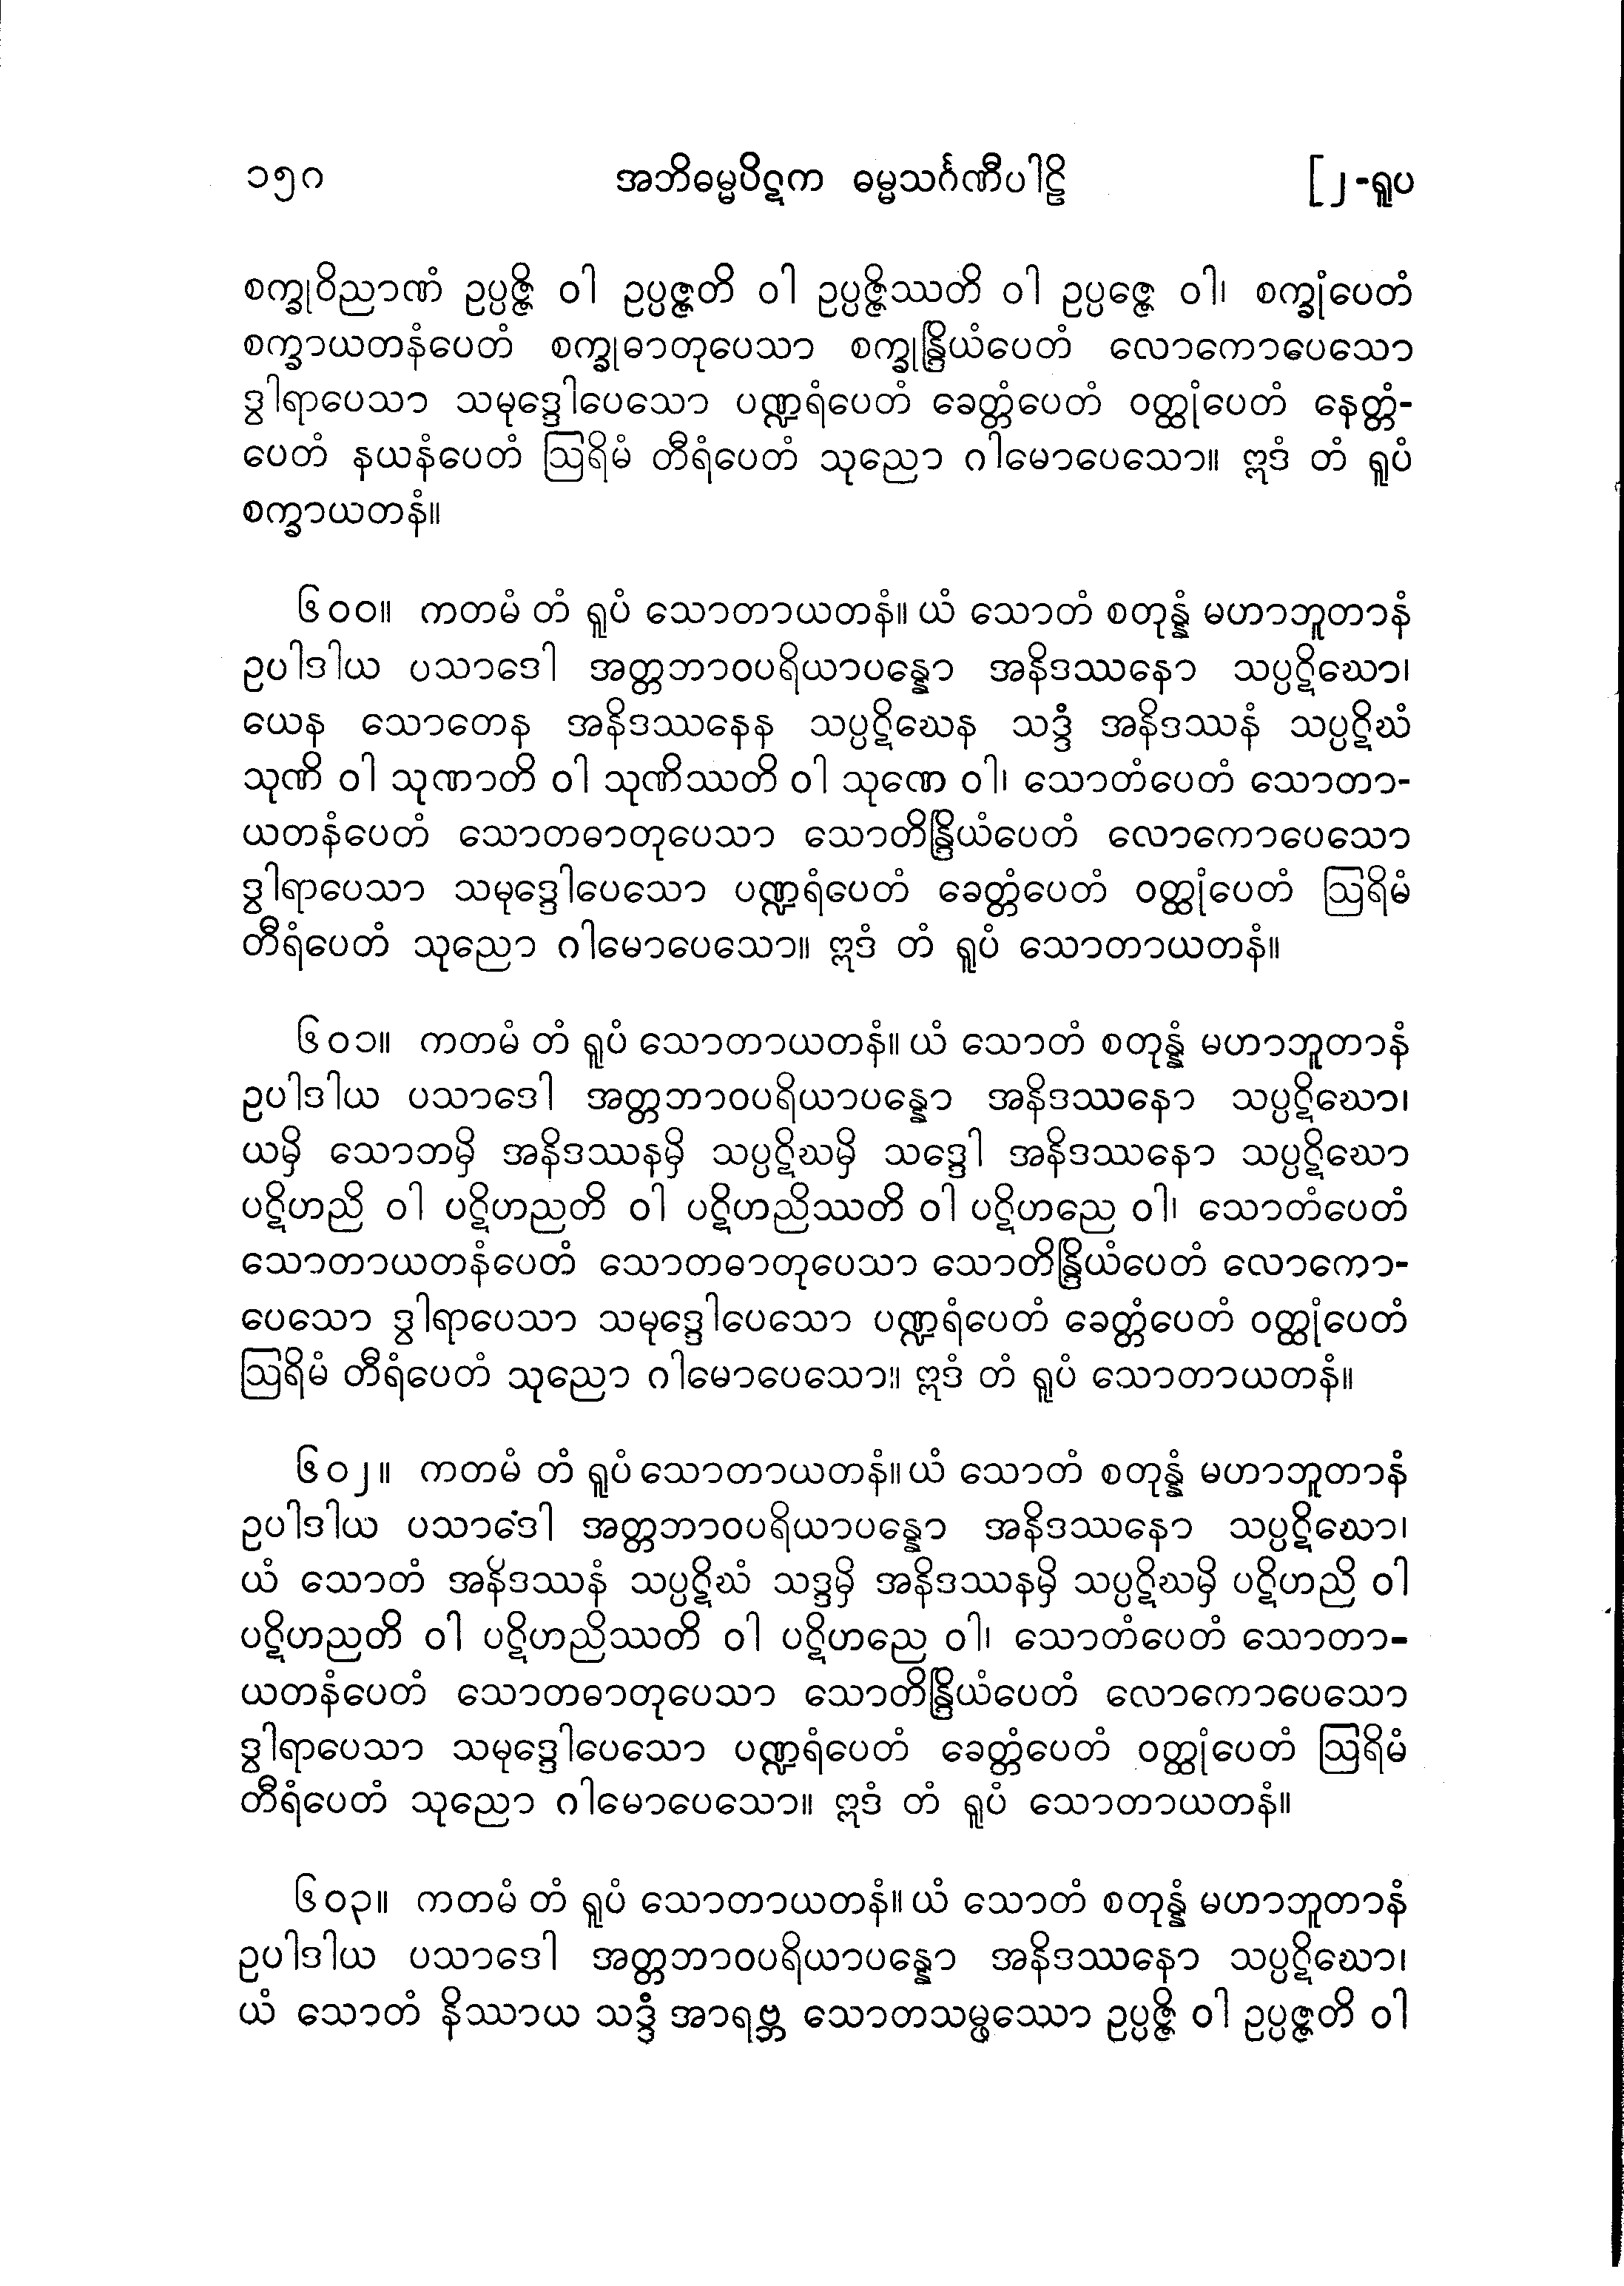 ၁၅၈ အဘိဓမ္မပိဋက ဓမ္မသင်္ဂဏီပါဠိ [၂-ရူပ
စက္ခုဝိညာဏံ ဥပ္ပဇ္ဇိ ဝါ ဥပ္ပဇ္ဇတိ ဝါ ဥပ္ပဇ္ဇိဿတိ ဝါ ဥပ္ပဇ္ဇေ ဝါ၊ စက္ခုံပေတံ
စက္ခာယတနံပေတံ စက္ခုဓာတုပေသာ စက္ခုန္ဒြိယံပေတံ လောကောပေသော
ဒွါရာပေသာ သမုဒ္ဒေါပေသော ပဏ္ဍရံပေတံ ခေတ္တံပေတံ ဝတ္ထုံပေတံ နေတ္တံ-
ပေတံ နယနံပေတံ ဩရိမံ တီရံပေတံ သုညော ဂါမောပေသော။ ဣဒံ တံ ရူပံ
စက္ခာယတနံ။
၆၀၀။ ကတမံ တံ ရူပံ သောတာယတနံ။ ယံ သောတံ စတုန္နံ မဟာဘူတာနံ
ဥပါဒါယ ပသာဒေါ အတ္တဘာဝပရိယာပန္နော အနိဒဿနော သပ္ပဋိဃော၊
ယေန သောတေန အနိဒဿနေန သပ္ပဋိဃေန သဒ္ဒံ အနိဒဿနံ သပ္ပဋိဃံ
သုဏိ ဝါ သုဏာတိ ဝါ သုဏိဿတိ ဝါ သုဏေ ဝါ၊ သောတံပေတံ သောတာ-
ယတနံပေတံ သောတဓာတုပေသာ သောတိန္ဒြိယံပေတံ လောကောပေသော
ဒွါရာပေသာ သမုဒ္ဒေါပေသော ပဏ္ဍရံပေတံ ခေတ္တံပေတံ ဝတ္ထုံပေတံ ဩရိမံ
တီရံပေတံ သုညော ဂါမောပေသော။ ဣဒံ တံ ရူပံ သောတာယတနံ။
၆၀၁။ ကတမံ တံ ရူပံ သောတာယတနံ။ ယံ သောတံ စတုန္နံ မဟာဘူတာနံ
ဥပါဒါယ ပသာဒေါ အတ္တဘာဝပရိယာပန္နော အနိဒဿနော သပ္ပဋိဃော၊
ယမှိ သောဘမှိ အနိဒဿနမှိ သပ္ပဋိဃမှိ သဒ္ဒေါ အနိဒဿနော သပ္ပဋိဃော
ပဋိဟညိ ဝါ ပဋိဟညတိ ဝါ ပဋိဟညိဿတိ ဝါ ပဋိဟညေ ဝါ၊ သောတံပေတံ
သောတာယတနံပေတံ သောတဓာတုပေသာ သောတိန္ဒြိယံပေတံ လောကော-
ပေသော ဒွါရာပေသာ သမုဒ္ဒေါပေသော ပဏ္ဍရံပေတံ ခေတ္တံပေတံ ဝတ္ထုံပေတံ
ဩရိမံ တီရံပေတံ သုညော ဂါမောပေသော။ ဣဒံ တံ ရူပံ သောတာယတနံ။
၆၀၂။ ကတမံ တံ ရူပံ သောတာယတနံ။ ယံ သောတံ စတုန္နံ မဟာဘူတာနံ
ဥပါဒါယ ပသာဒေါ အတ္တဘာဝပရိယာပန္နော အနိဒဿနော သပ္ပဋိဃော၊
ယံ သောတံ အနိဒဿနံ သပ္ပဋိဃံ သဒ္ဒမှိ အနိဒဿနမှိ သပ္ပဋိဃမှိ ပဋိဟညိ ဝါ
ပဋိဟညတိ ဝါ ပဋိဟညိဿတိ ဝါ ပဋိဟညေ ဝါ၊ သောတံပေတံ သောတာ-
ယတနံပေတံ သောတဓာတုပေသာ သောတိန္ဒြိယံပေတံ လောကောပေသော
ဒွါရာပေသာ သမုဒ္ဒေါပေသော ပဏ္ဍရံပေတံ ခေတ္တံပေတံ ဝတ္ထုံပေတံ ဩရိမံ
တီရံပေတံ သုညော ဂါမောပေသော။ ဣဒံ တံ ရူပံ သောတာယတနံ။
၆၀၃။ ကတမံ တံ ရူပံ သောတာယတနံ။ ယံ သောတံ စတုန္နံ မဟာဘူတာနံ
ဥပါဒါယ ပသာဒေါ အတ္တဘာဝပရိယာပန္နော အနိဒဿနော သပ္ပဋိဃော၊
ယံ သောတံ နိဿာယ သဒ္ဒံ အာရဗ္ဘ သောတသမ္ဖဿော ဥပ္ပဇ္ဇိ ဝါ ဥပ္ပဇ္ဇတိ ဝါ